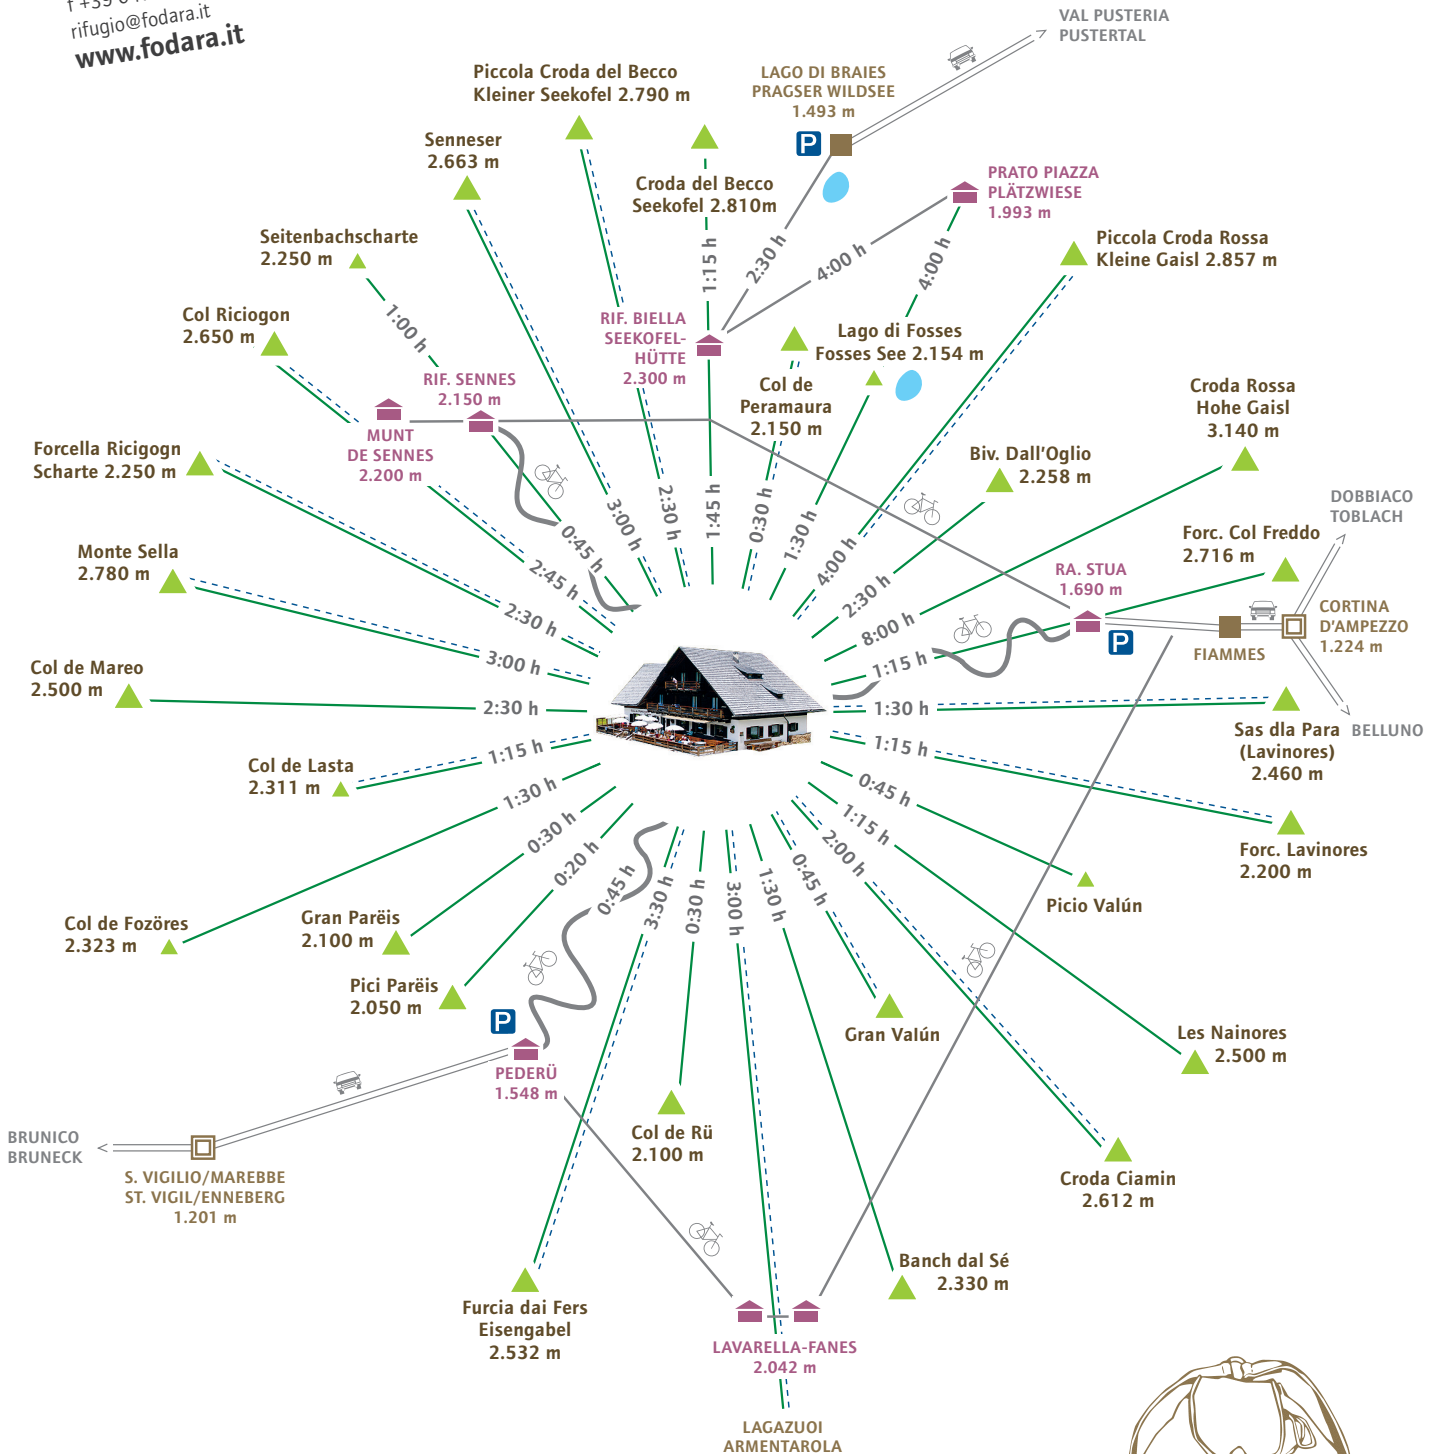 rifugio@fodara.it
www.fodara.it
VAL PUSTERIA
PUSTERTAL
LAGO DI BRAIES
PRAGSER WILDSEE
1.493 m
P
Piccola Croda del Becco
Kleiner Seekofel 2.790 m
Senneser
2.663 m
Croda del Becco
Seekofel 2.810m
PRATO PIAZZA
PLÄTZWIESE
1.993 m
Piccola Croda Rossa
Kleine Gaisl 2.857 m
Seitenbachscharte
2.250 m
1:15 h
2:30 h
4:00 h
4:00 h
Col Riciogon
2.650 m
1:00 h
RIF. BIELLA
SEEKOFEL-
HÜTTE
2.300 m
Lago di Fosses
Fosses See 2.154 m
RIF. SENNES
2.150 m
Col de
Peramaura
2.150 m
Croda Rossa
Hohe Gaisl
3.140 m
MUNT
DE SENNES
2.200 m
Forcella Ricigogn
Scharte 2.250 m
Biv. Dall'Oglio
2.258 m
DOBBIACO
TOBLACH
Forc. Col Freddo
2.716 m
3:00 h
2:30 h
1:45 h
0:30 h
1:30 h
4:00 h
0:45 h
2:45 h
2:30 h
2:30 h
8:00 h
Monte Sella
2.780 m
RA. STUA
1.690 m
P
FIAMMES
CORTINA
D'AMPEZZO
1.224 m
3:00 h
1:15 h
Col de Mareo
2.500 m
2:30 h
1:30 h
Sas dla Para
(Lavinores)
2.460 m
BELLUNO
1:15 h
1:15 h
Col de Lasta
2.311 m
1:30 h
0:45 h
0:30 h
1:15 h
0:20 h
2:00 h
0:45 h
3:30 h
0:30 h
3:00 h
1:30 h
0:45 h
Forc. Lavinores
2.200 m
Picio Valún
Col de Fozöres
2.323 m
Gran Parëis
2.100 m
Pici Parëis
2.050 m
P
Gran Valún
Les Nainores
2.500 m
PEDERÜ
1.548 m
BRUNICO
BRUNECK
S. VIGILIO/MAREBBE
ST. VIGIL/ENNEBERG
1.201 m
Col de Rü
2.100 m
Croda Ciamin
2.612 m
Banch dal Sé
2.330 m
Furcia dai Fers
Eisengabel
2.532 m
LAVARELLA-FANES
2.042 m
LAGAZUOI
ARMENTAROLA